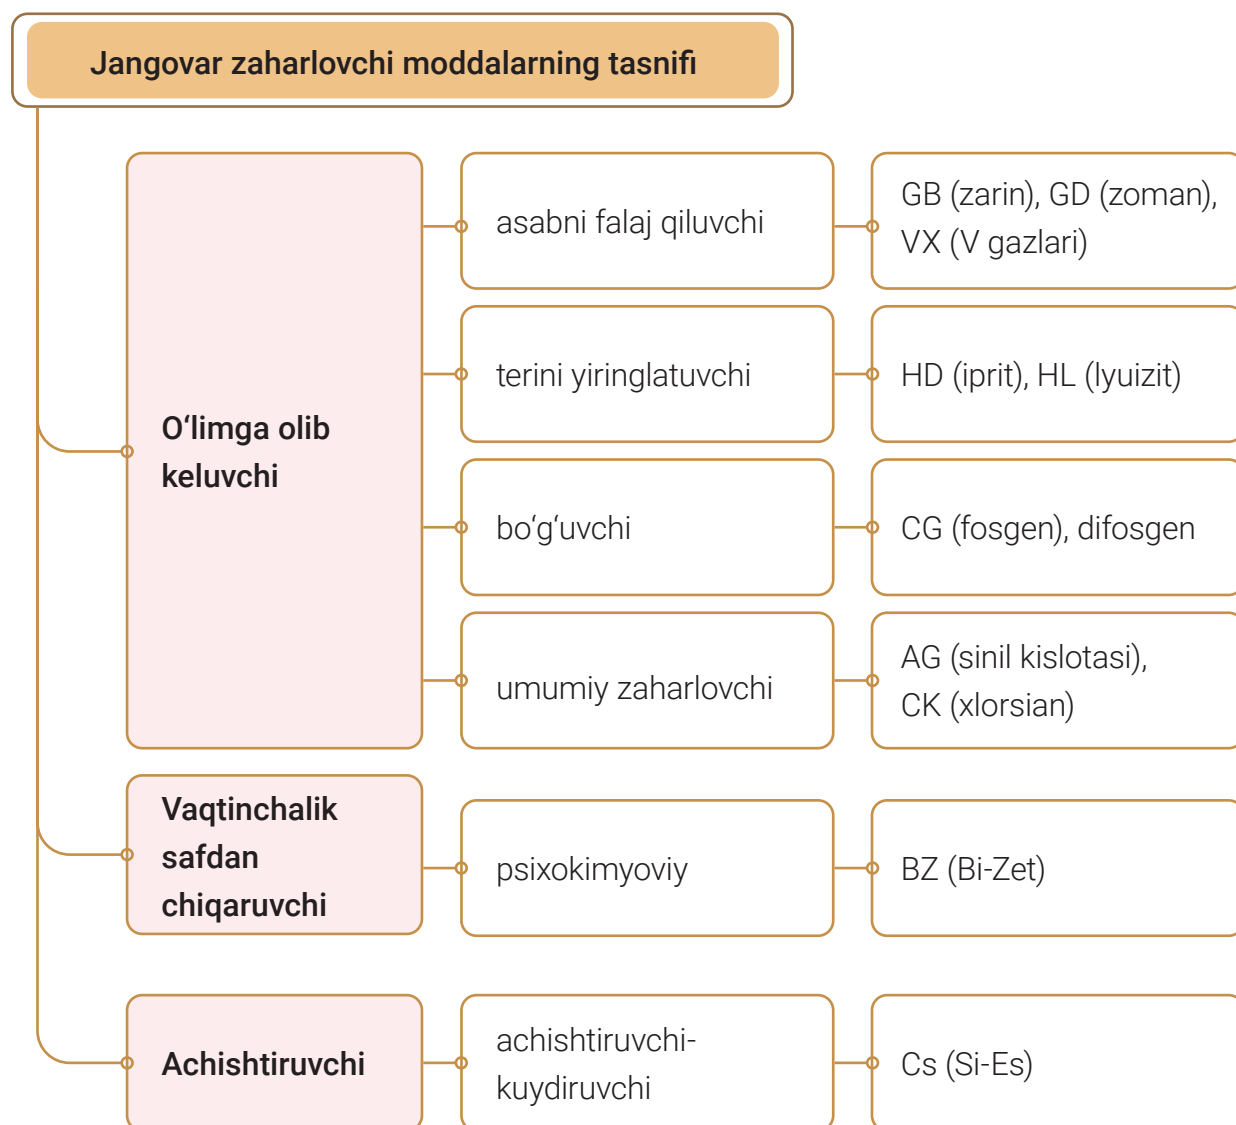 Jangovar zaharlovchi moddalarning tasnifi
O‘limga olib
keluvchi
asabni falaj qiluvchi
GB (zarin), GD (zoman),
VX (V gazlari)
terini yiringlatuvchi
HD (iprit), HL (lyuizit)
bo‘g‘uvchi
CG (fosgen), difosgen
umumiy zaharlovchi
AG (sinil kislotasi),
CK (xlorsian)
Vaqtinchalik
safdan
chiqaruvchi
psixokimyoviy
BZ (Bi-Zet)
Achishtiruvchi
achishtiruvchi-
kuydiruvchi
Cs (Si-Es)